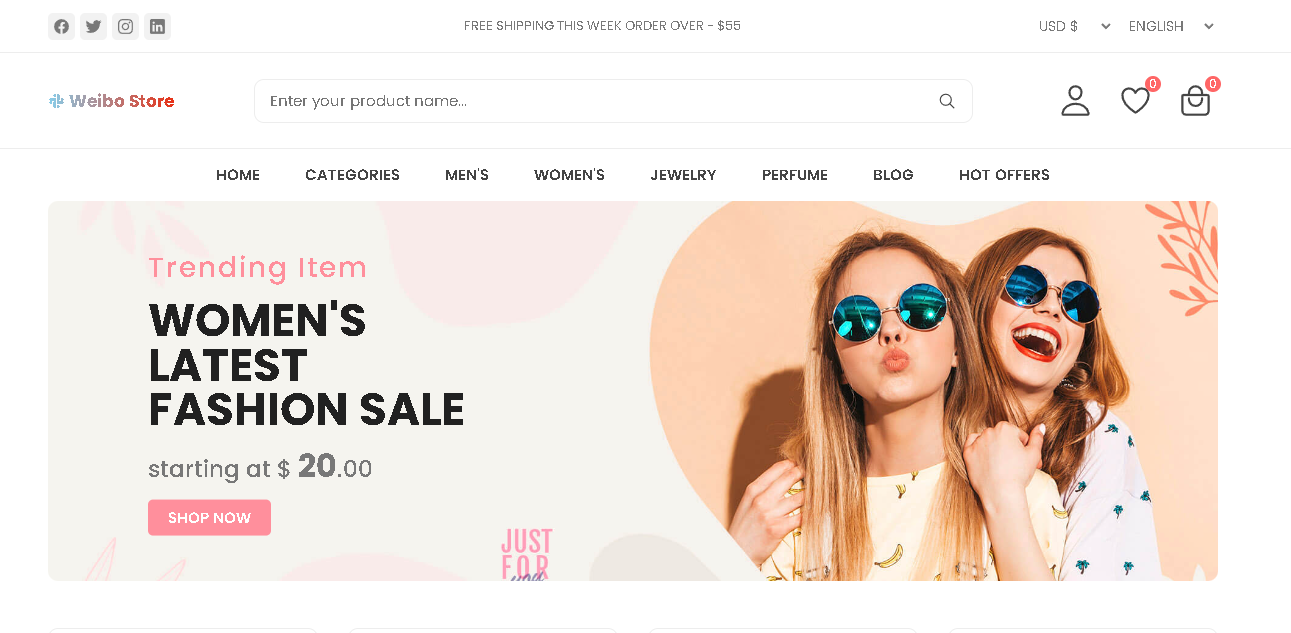 FREE SHIPPING THIS WEEK ORDER OVER - $55
USD $
ENGLISH
Weibo Store
Enter your product name...
0
0
HOME
CATEGORIES
MEN'S
WOMEN'S
JEWELRY
PERFUME
BLOG
HOT OFFERS
Trending Item
WOMEN'S
LATEST
FASHION SALE
starting at $ 20.00
SHOP NOW
JUST
FOR
you